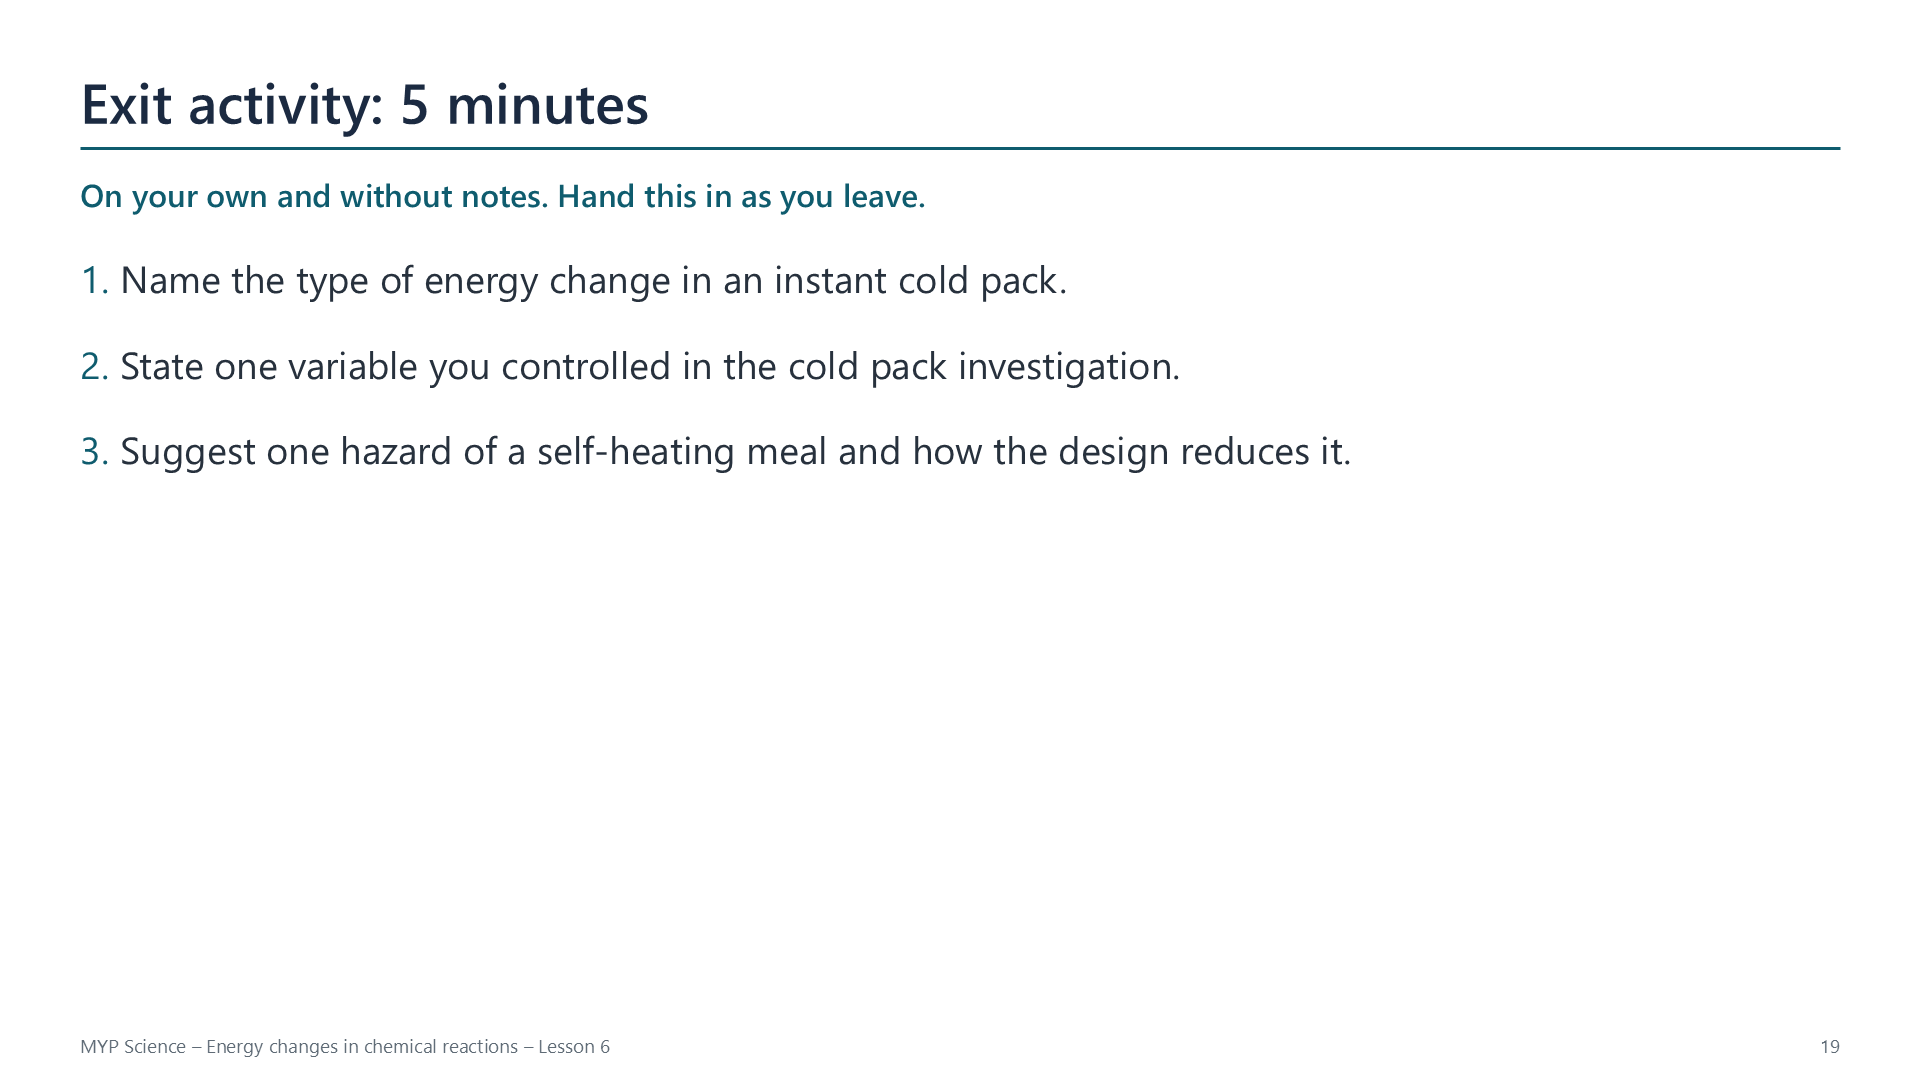 Exit activity: 5 minutes
On your own and without notes. Hand this in as you leave.
1. Name the type of energy change in an instant cold pack.
2. State one variable you controlled in the cold pack investigation.
3. Suggest one hazard of a self-heating meal and how the design reduces it.
MYP Science – Energy changes in chemical reactions – Lesson 6
19